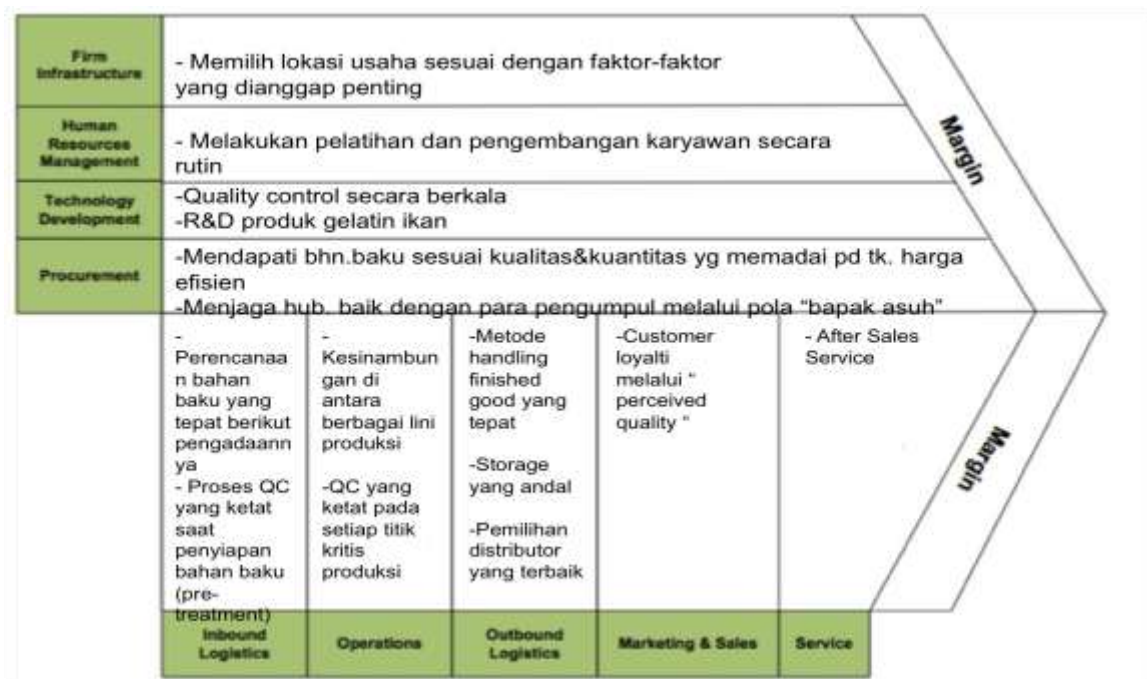 Firm
Infrastructure
- Memilih lokasi usaha sesuai dengan faktor-faktor
yang dianggap penting
Human
Resources
Management
- Melakukan pelatihan dan pengembangan karyawan secara
rutin
Technology
Development
-Quality control secara berkala
-R&D produk gelatin ikan
Procurement
-Mendapati bhn.baku sesuai kualitas&kuantitas yg memadai pd tk. harga
efisien
-Menjaga hub. baik dengan para pengumpul melalui pola "bapak asuh"
Margin
-
Perencanaa
n bahan
baku yang
tepat berikut
pengadaann
ya
- Proses QC
yang ketat
saat
penyiapan
bahan baku
(pre-
treatment)
-
Kesinambun
gan di
antara
berbagai lini
produksi
-QC yang
ketat pada
setiap titik
kritis
produksi
-Metode
handling
finished
good yang
tepat
-Storage
yang andal
-Pemilihan
distributor
yang terbaik
-Customer
loyalti
melalui "
perceived
quality "
- After Sales
Service
Margin
Inbound
Logistics
Operations
Outbound
Logistics
Marketing & Sales
Service